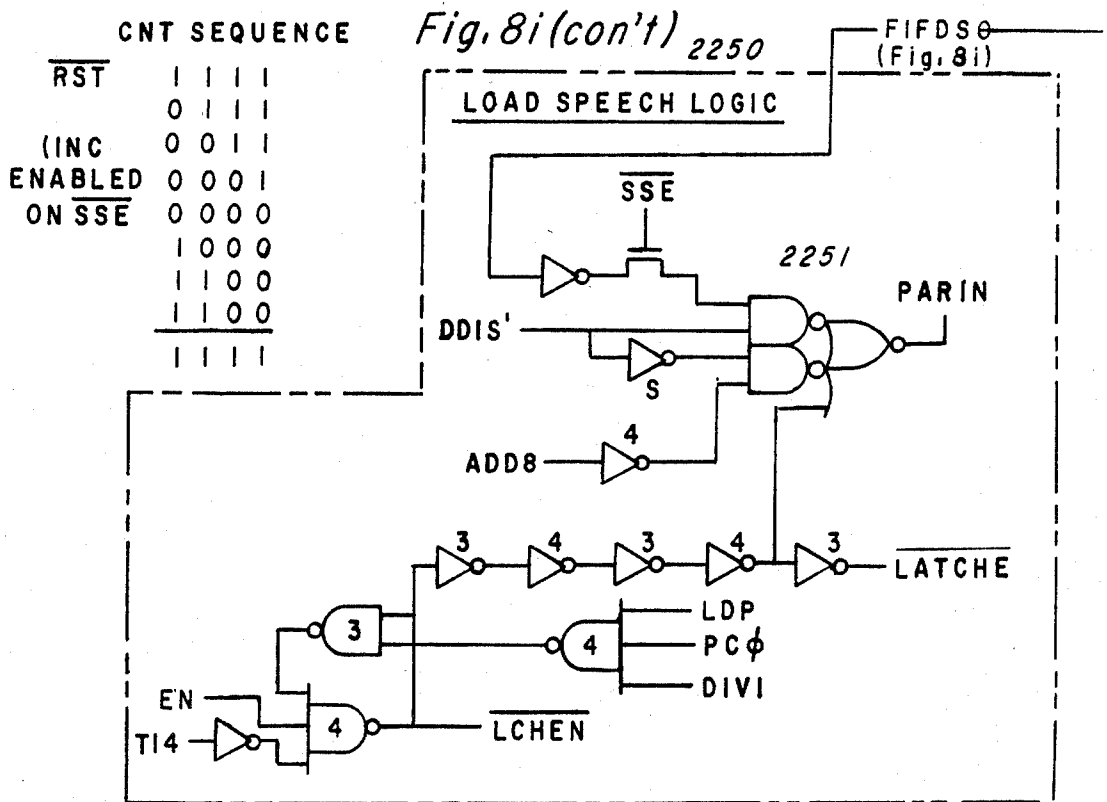 CNT SEQUENCE
Fig. 8i (con't)
2250
FIFDSθ
(Fig. 8i)
RST 1 1 1 1
0 1 1 1
(INC 0 0 1 1
ENABLED 0 0 0 1
ON SSE 0 0 0 0
1 0 0 0
1 1 0 0
1 1 0 0
1 1 1 1
LOAD SPEECH LOGIC
SSE
2251
PARIN
DDIS'
S
4
ADD8
3 4 3 4 3
LATCHE
LDP
3
4
PCϕ
DIV1
EN
4
LCHEN
T14